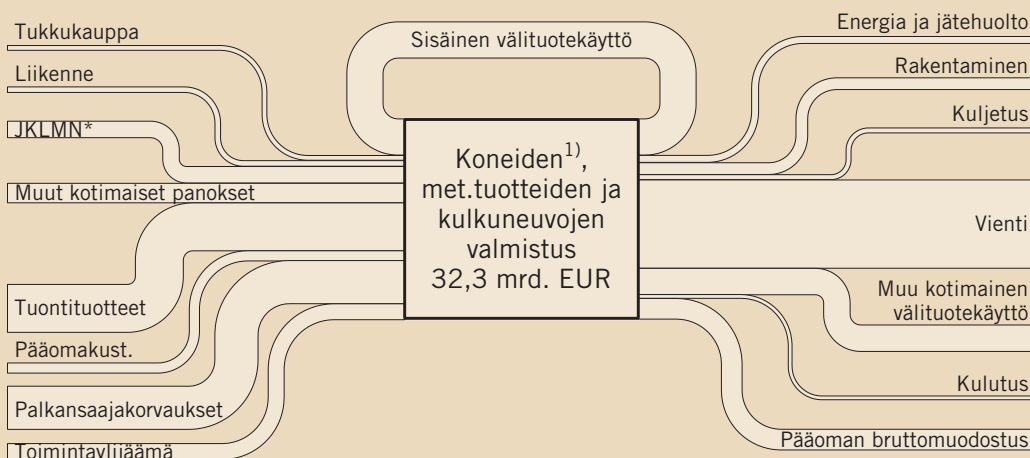 Tukkukauppa
Liikenne
JKLMN*
Muut kotimaiset panokset
Tuontituotteet
Pääomakust.
Palkansaajakorvaukset
Toimintaylijäämä
Sisäinen välituotekäyttö
Koneiden1),
met.tuotteiden ja
kulkuneuvojen
valmistus
32,3 mrd. EUR
Energia ja jätehuolto
Rakentaminen
Kuljetus
Vienti
Muu kotimainen
välituotekäyttö
Kulutus
Pääoman bruttomuodostus